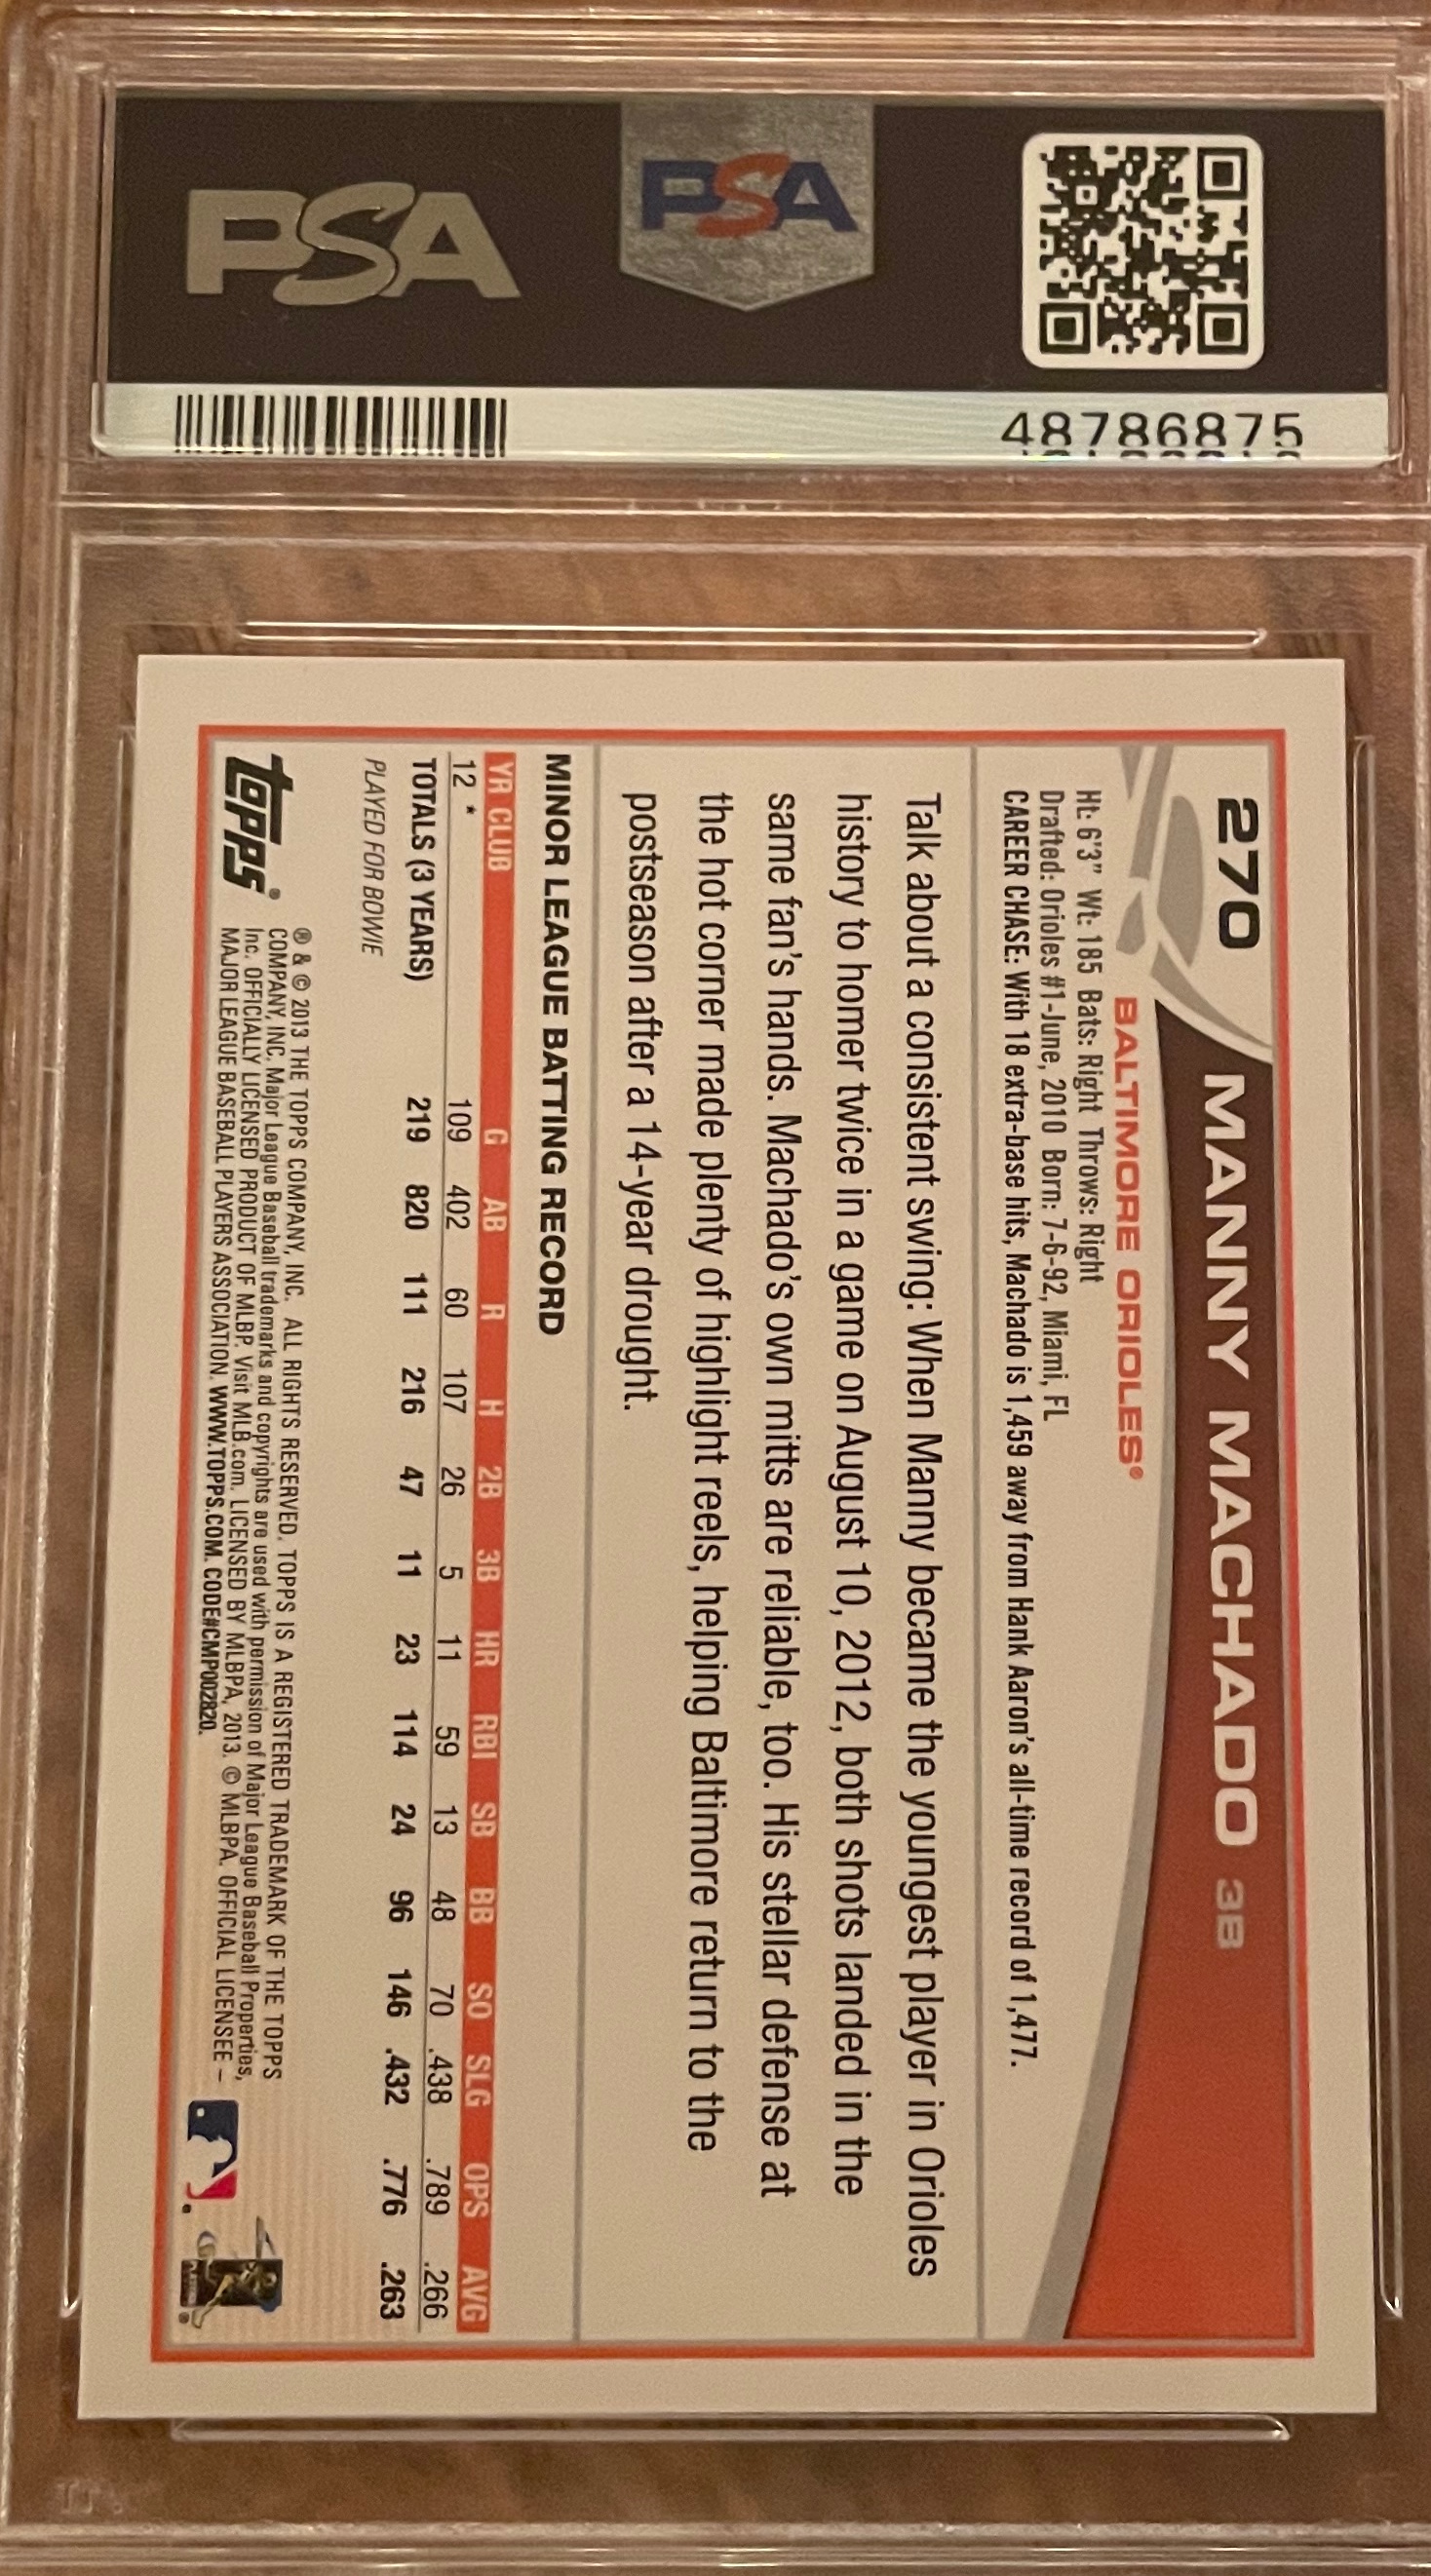 PSA
PSA
48786875
270 MANNY MACHADO 3B
BALTIMORE ORIOLES®
Ht: 6'3" Wt: 185 Bats: Right Throws: Right
Drafted: Orioles #1-June, 2010 Born: 7-6-92, Miami, FL
CAREER CHASE: With 18 extra-base hits, Machado is 1,459 away from Hank Aaron's all-time record of 1,477.
Talk about a consistent swing: When Manny became the youngest player in Orioles
history to homer twice in a game on August 10, 2012, both shots landed in the
same fan's hands. Machado's own mitts are reliable, too. His stellar defense at
the hot corner made plenty of highlight reels, helping Baltimore return to the
postseason after a 14-year drought.
MINOR LEAGUE BATTING RECORD
YR CLUB G AB R H 2B 3B HR RBI SB BB SO SLG OPS AVG
12 * 109 402 60 107 26 5 11 59 13 48 70 .438 .789 .266
TOTALS (3 YEARS) 219 820 111 216 47 11 23 114 24 96 146 .432 .776 .263
PLAYED FOR BOWIE
topps®
® & © 2013 THE TOPPS COMPANY, INC. ALL RIGHTS RESERVED. TOPPS IS A REGISTERED TRADEMARK OF THE TOPPS
COMPANY, INC. Major League Baseball trademarks and copyrights are used with permission of Major League Baseball Properties,
Inc. OFFICIALLY LICENSED PRODUCT OF MLBP. Visit MLB.com. LICENSED BY MLBPA, 2013. © MLBPA. OFFICIAL LICENSEE –
MAJOR LEAGUE BASEBALL PLAYERS ASSOCIATION. WWW.TOPPS.COM. CODE#CMP002820.